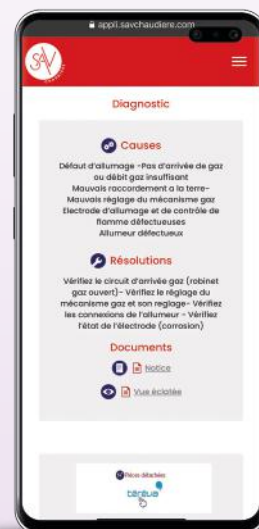 appli.savchaudiere.com
SAV
Diagnostic
Causes
Défaut d'allumage -Pas d'arrivée de gaz
ou débit gaz insuffisant
Mauvais raccordement a la terre-
Mauvais réglage du mécanisme gaz
Electrode d'allumage et de contrôle de
flamme défectueuses
Allumeur défectueux
Résolutions
Vérifiez le circuit d'arrivée gaz (robinet
gaz ouvert)- Vérifiez le réglage du
mécanisme gaz et son reglage- Vérifiez
les connexions de l'allumeur - Vérifiez
l'état de l'électrode (corrosion)
Documents
Notice
Vue éclatée
Pièces détachées